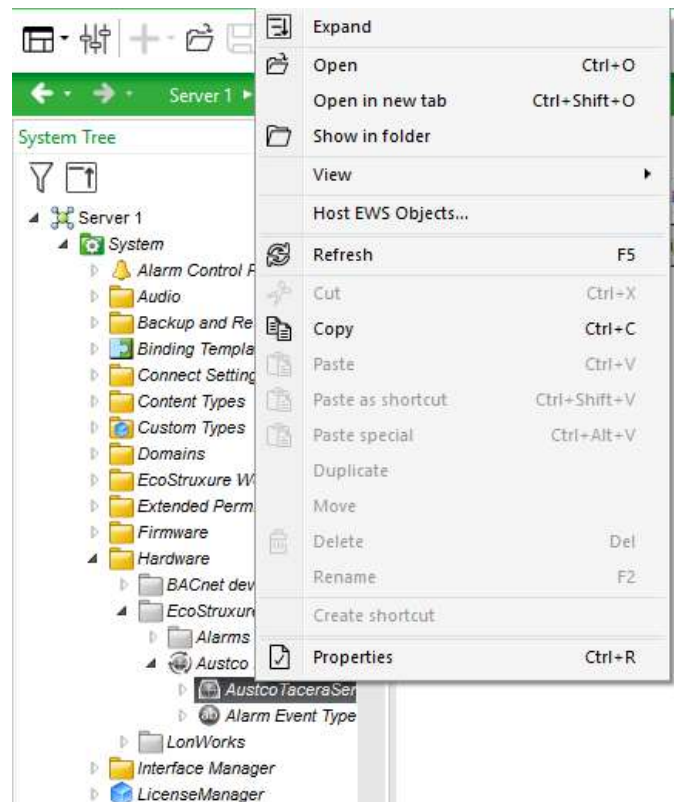 Server 1
System Tree
Server 1
System
Alarm Control P
Audio
Backup and Re
Binding Templa
Connect Setting
Content Types
Custom Types
Domains
EcoStruxure W
Extended Perm
Firmware
Hardware
BACnet dev
EcoStruxure
Alarms
Austco
AustcoTaceraSer
Alarm Event Type
LonWorks
Interface Manager
LicenseManager
Expand
Open Ctrl+O
Open in new tab Ctrl+Shift+O
Show in folder
View
Host EWS Objects...
Refresh F5
Cut Ctrl+X
Copy Ctrl+C
Paste Ctrl+V
Paste as shortcut Ctrl+Shift+V
Paste special Ctrl+Alt+V
Duplicate
Move
Delete Del
Rename F2
Create shortcut
Properties Ctrl+R